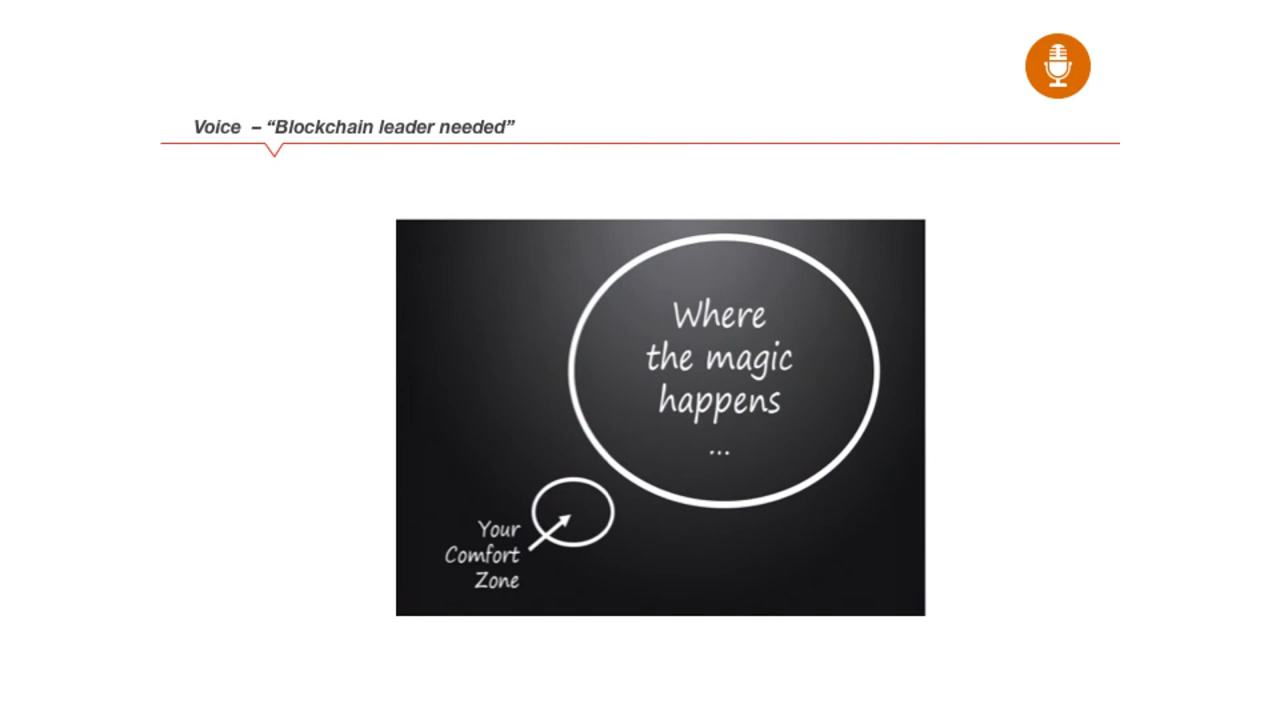 Voice – “Blockchain leader needed”
Where
the magic
happens
...
Your
Comfort
Zone